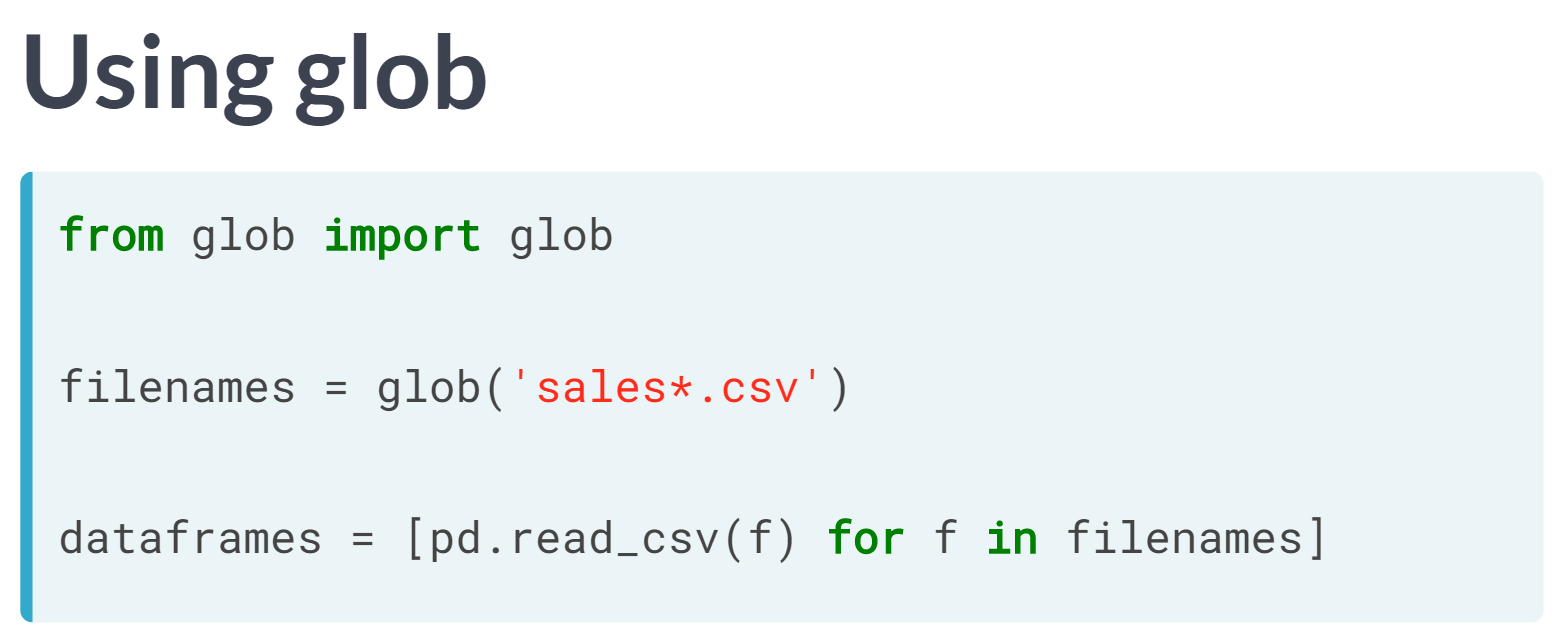 Using glob
from glob import glob
filenames = glob('sales*.csv')
dataframes = [pd.read_csv(f) for f in filenames]